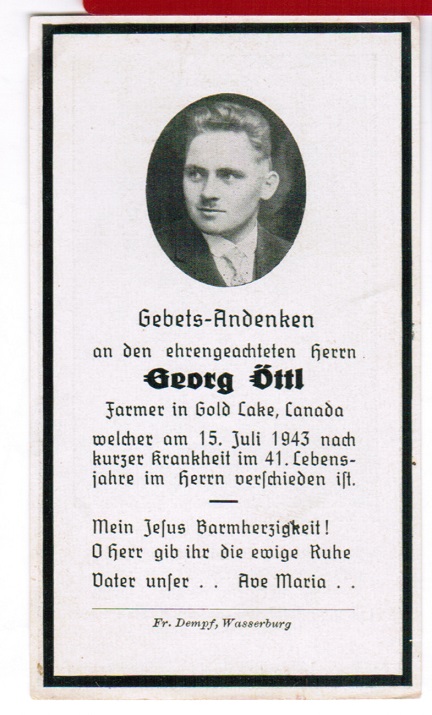 Gebets-Andenken
an den ehrengeachteten Herrn
Georg Öttl
Farmer in Gold Lake, Canada
welcher am 15. Juli 1943 nach
kurzer Krankheit im 41. Lebens-
jahre im Herrn verschieden ist.
Mein Jesus Barmherzigkeit!
O Herr gib ihr die ewige Ruhe
Vater unser . . Ave Maria . .
Fr. Dempf, Wasserburg